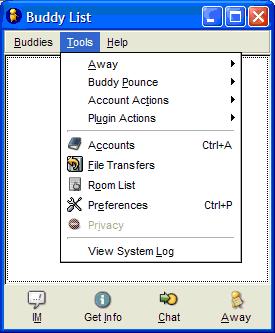 Buddy List
Buddies Tools Help
Away
Buddy Pounce
Account Actions
Plugin Actions
Accounts Ctrl+A
File Transfers
Room List
Preferences Ctrl+P
Privacy
View System Log
IM Get Info Chat Away